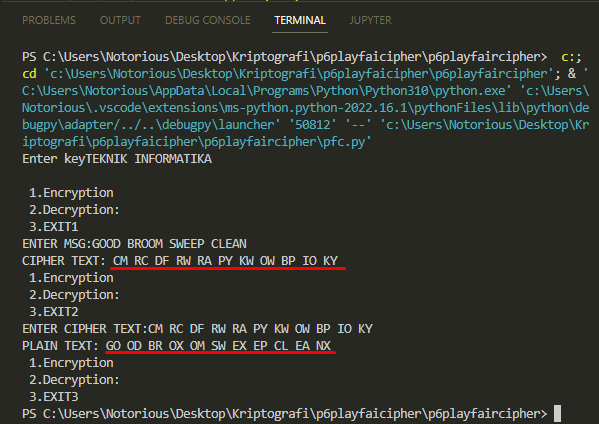 PROBLEMS OUTPUT DEBUG CONSOLE TERMINAL JUPYTER
PS C:\Users\Notorious\Desktop\Kriptografi\p6playfaicipher\p6playfaircipher> c:;
cd 'c:\Users\Notorious\Desktop\Kriptografi\p6playfaicipher\p6playfaircipher'; & '
C:\Users\Notorious\AppData\Local\Programs\Python\Python310\python.exe' 'c:\Users\
Notorious\.vscode\extensions\ms-python.python-2022.16.1\pythonFiles\lib\python\de
bugpy\adapter/../..\debugpy\launcher' '50812' '--' 'c:\Users\Notorious\Desktop\Kr
iptografi\p6playfaicipher\p6playfaircipher\pfc.py'
Enter keyTEKNIK INFORMATIKA
1.Encryption
2.Decryption:
3.EXIT1
ENTER MSG:GOOD BROOM SWEEP CLEAN
CIPHER TEXT: CM RC DF RW RA PY KW OW BP IO KY
1.Encryption
2.Decryption:
3.EXIT2
ENTER CIPHER TEXT:CM RC DF RW RA PY KW OW BP IO KY
PLAIN TEXT: GO OD BR OX OM SW EX EP CL EA NX
1.Encryption
2.Decryption:
3.EXIT3
PS C:\Users\Notorious\Desktop\Kriptografi\p6playfaicipher\p6playfaircipher>